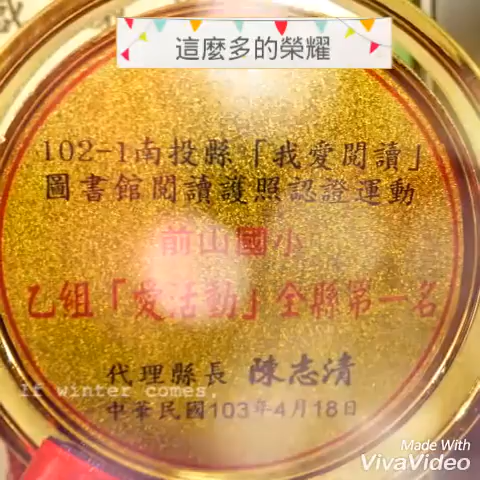 這麼多的榮耀
102-1南投縣「我愛閱讀」
圖書館閱讀護照認證運動
前山國小
乙組「愛活動」全縣第一名
代理縣長 陳志清
If winter comes,
中華民國103年4月18日
Made With
VivaVideo